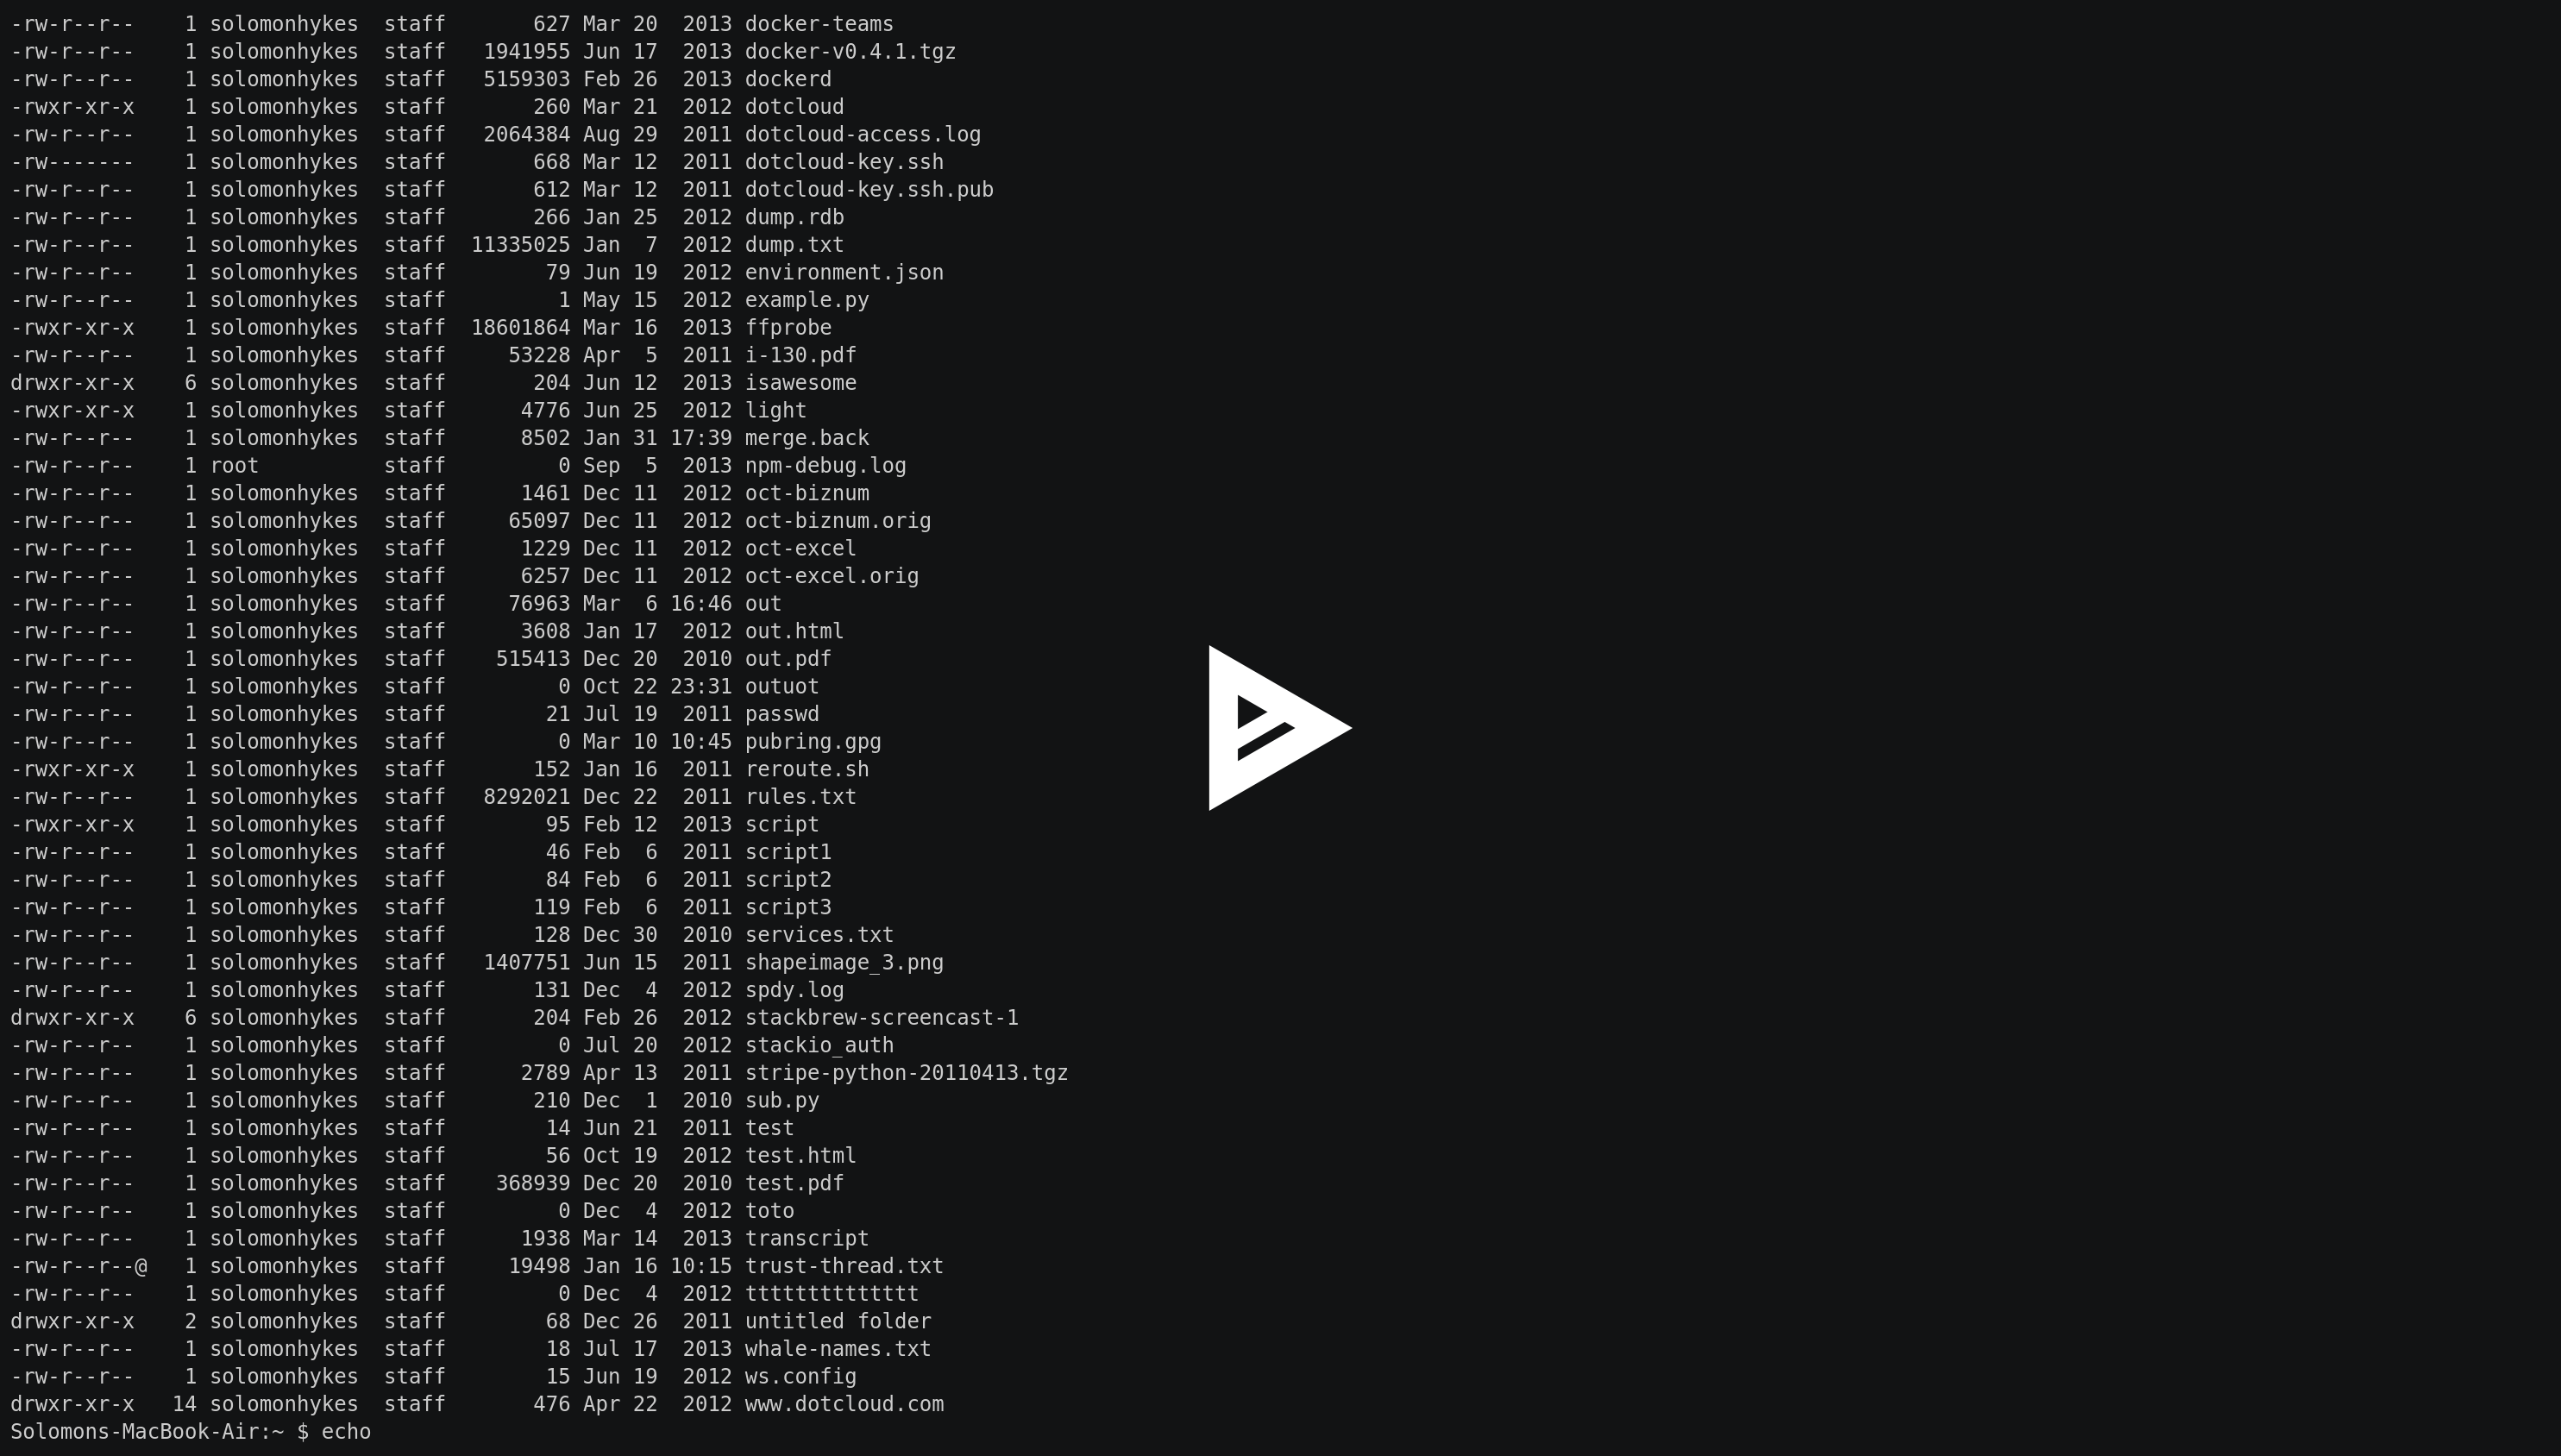 -rw-r--r--    1 solomonhykes  staff       627 Mar 20  2013 docker-teams
-rw-r--r--    1 solomonhykes  staff   1941955 Jun 17  2013 docker-v0.4.1.tgz
-rw-r--r--    1 solomonhykes  staff   5159303 Feb 26  2013 dockerd
-rwxr-xr-x    1 solomonhykes  staff       260 Mar 21  2012 dotcloud
-rw-r--r--    1 solomonhykes  staff   2064384 Aug 29  2011 dotcloud-access.log
-rw-------    1 solomonhykes  staff       668 Mar 12  2011 dotcloud-key.ssh
-rw-r--r--    1 solomonhykes  staff       612 Mar 12  2011 dotcloud-key.ssh.pub
-rw-r--r--    1 solomonhykes  staff       266 Jan 25  2012 dump.rdb
-rw-r--r--    1 solomonhykes  staff  11335025 Jan  7  2012 dump.txt
-rw-r--r--    1 solomonhykes  staff        79 Jun 19  2012 environment.json
-rw-r--r--    1 solomonhykes  staff         1 May 15  2012 example.py
-rwxr-xr-x    1 solomonhykes  staff  18601864 Mar 16  2013 ffprobe
-rw-r--r--    1 solomonhykes  staff     53228 Apr  5  2011 i-130.pdf
drwxr-xr-x    6 solomonhykes  staff       204 Jun 12  2013 isawesome
-rwxr-xr-x    1 solomonhykes  staff      4776 Jun 25  2012 light
-rw-r--r--    1 solomonhykes  staff      8502 Jan 31 17:39 merge.back
-rw-r--r--    1 root          staff         0 Sep  5  2013 npm-debug.log
-rw-r--r--    1 solomonhykes  staff      1461 Dec 11  2012 oct-biznum
-rw-r--r--    1 solomonhykes  staff     65097 Dec 11  2012 oct-biznum.orig
-rw-r--r--    1 solomonhykes  staff      1229 Dec 11  2012 oct-excel
-rw-r--r--    1 solomonhykes  staff      6257 Dec 11  2012 oct-excel.orig
-rw-r--r--    1 solomonhykes  staff     76963 Mar  6 16:46 out
-rw-r--r--    1 solomonhykes  staff      3608 Jan 17  2012 out.html
-rw-r--r--    1 solomonhykes  staff    515413 Dec 20  2010 out.pdf
-rw-r--r--    1 solomonhykes  staff         0 Oct 22 23:31 outuot
-rw-r--r--    1 solomonhykes  staff        21 Jul 19  2011 passwd
-rw-r--r--    1 solomonhykes  staff         0 Mar 10 10:45 pubring.gpg
-rwxr-xr-x    1 solomonhykes  staff       152 Jan 16  2011 reroute.sh
-rw-r--r--    1 solomonhykes  staff   8292021 Dec 22  2011 rules.txt
-rwxr-xr-x    1 solomonhykes  staff        95 Feb 12  2013 script
-rw-r--r--    1 solomonhykes  staff        46 Feb  6  2011 script1
-rw-r--r--    1 solomonhykes  staff        84 Feb  6  2011 script2
-rw-r--r--    1 solomonhykes  staff       119 Feb  6  2011 script3
-rw-r--r--    1 solomonhykes  staff       128 Dec 30  2010 services.txt
-rw-r--r--    1 solomonhykes  staff   1407751 Jun 15  2011 shapeimage_3.png
-rw-r--r--    1 solomonhykes  staff       131 Dec  4  2012 spdy.log
drwxr-xr-x    6 solomonhykes  staff       204 Feb 26  2012 stackbrew-screencast-1
-rw-r--r--    1 solomonhykes  staff         0 Jul 20  2012 stackio_auth
-rw-r--r--    1 solomonhykes  staff      2789 Apr 13  2011 stripe-python-20110413.tgz
-rw-r--r--    1 solomonhykes  staff       210 Dec  1  2010 sub.py
-rw-r--r--    1 solomonhykes  staff        14 Jun 21  2011 test
-rw-r--r--    1 solomonhykes  staff        56 Oct 19  2012 test.html
-rw-r--r--    1 solomonhykes  staff    368939 Dec 20  2010 test.pdf
-rw-r--r--    1 solomonhykes  staff         0 Dec  4  2012 toto
-rw-r--r--    1 solomonhykes  staff      1938 Mar 14  2013 transcript
-rw-r--r--@   1 solomonhykes  staff     19498 Jan 16 10:15 trust-thread.txt
-rw-r--r--    1 solomonhykes  staff         0 Dec  4  2012 tttttttttttttt
drwxr-xr-x    2 solomonhykes  staff        68 Dec 26  2011 untitled folder
-rw-r--r--    1 solomonhykes  staff        18 Jul 17  2013 whale-names.txt
-rw-r--r--    1 solomonhykes  staff        15 Jun 19  2012 ws.config
drwxr-xr-x   14 solomonhykes  staff       476 Apr 22  2012 www.dotcloud.com
Solomons-MacBook-Air:~ $ echo